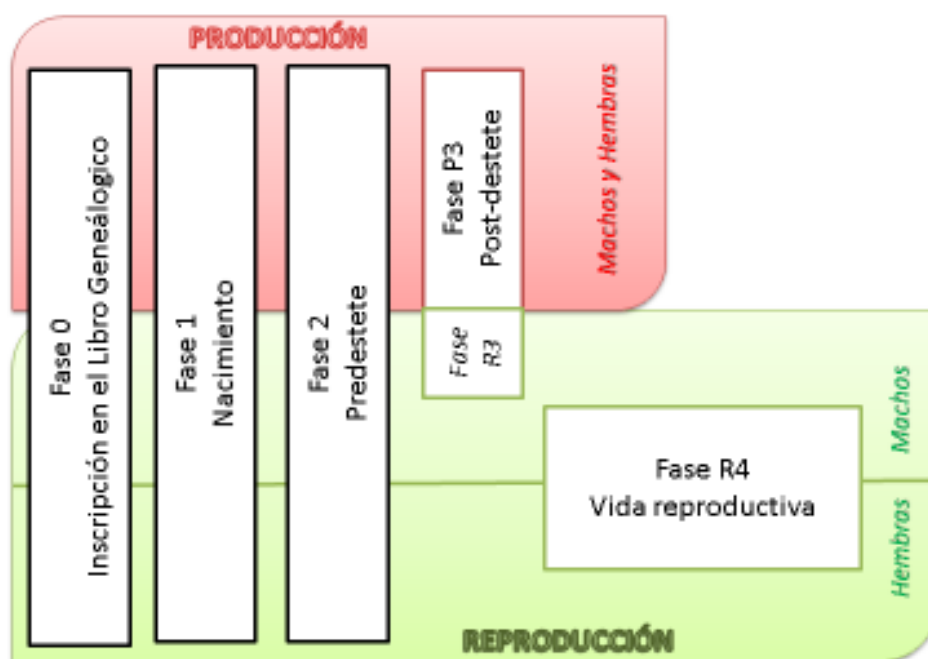 PRODUCCIÓN
Fase 0
Inscripción en el Libro Geneálogico
Fase 1
Nacimiento
Fase 2
Predestete
Fase P3
Post-destete
Machos y Hembras
Fase
R3
Fase R4
Vida reproductiva
Machos
Hembras
REPRODUCCIÓN